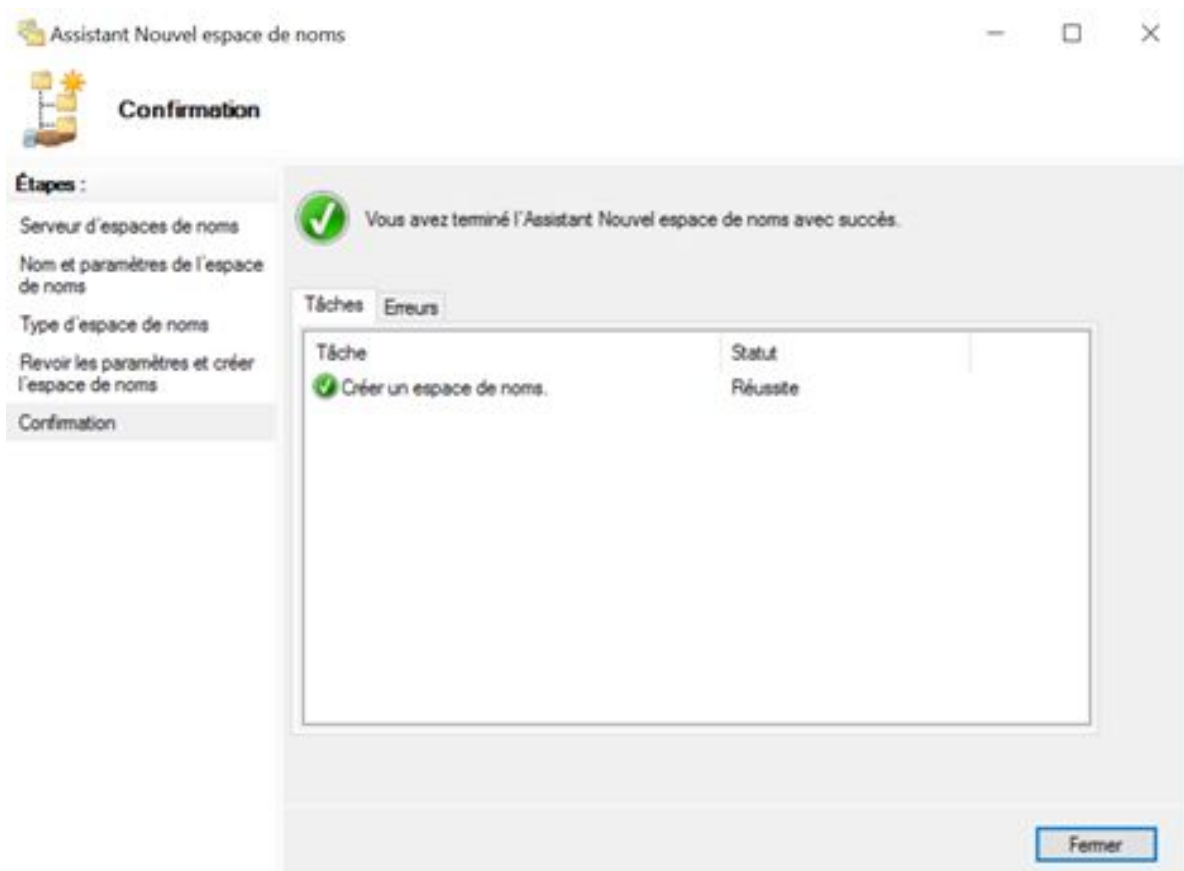 Assistant Nouvel espace de noms
Confirmation
Étapes :
Serveur d'espaces de noms
Nom et paramètres de l'espace
de noms
Type d'espace de noms
Revoir les paramètres et créer
l'espace de noms
Confirmation
Vous avez terminé l'Assistant Nouvel espace de noms avec succès.
Tâches Erreurs
Tâche Statut
Créer un espace de noms. Réussite
Fermer